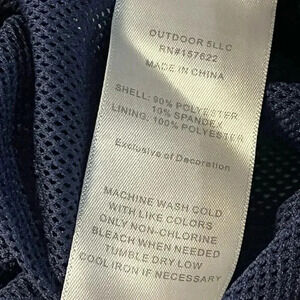 OUTDOOR 5LLC
RN#157622
MADE IN CHINA
SHELL: 90% POLYESTER
10% SPANDEX
LINING: 100% POLYESTER
Exclusive of Decoration
MACHINE WASH COLD
WITH LIKE COLORS
ONLY NON-CHLORINE
BLEACH WHEN NEEDED
TUMBLE DRY LOW
COOL IRON IF NECESSARY